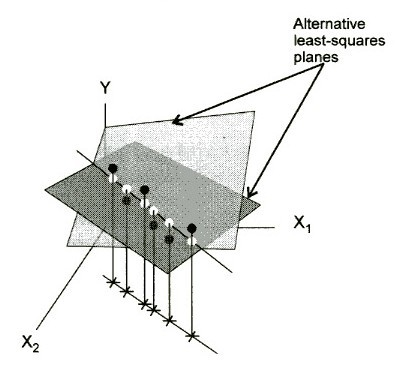 Alternative
least-squares
planes
Y
X1
X2